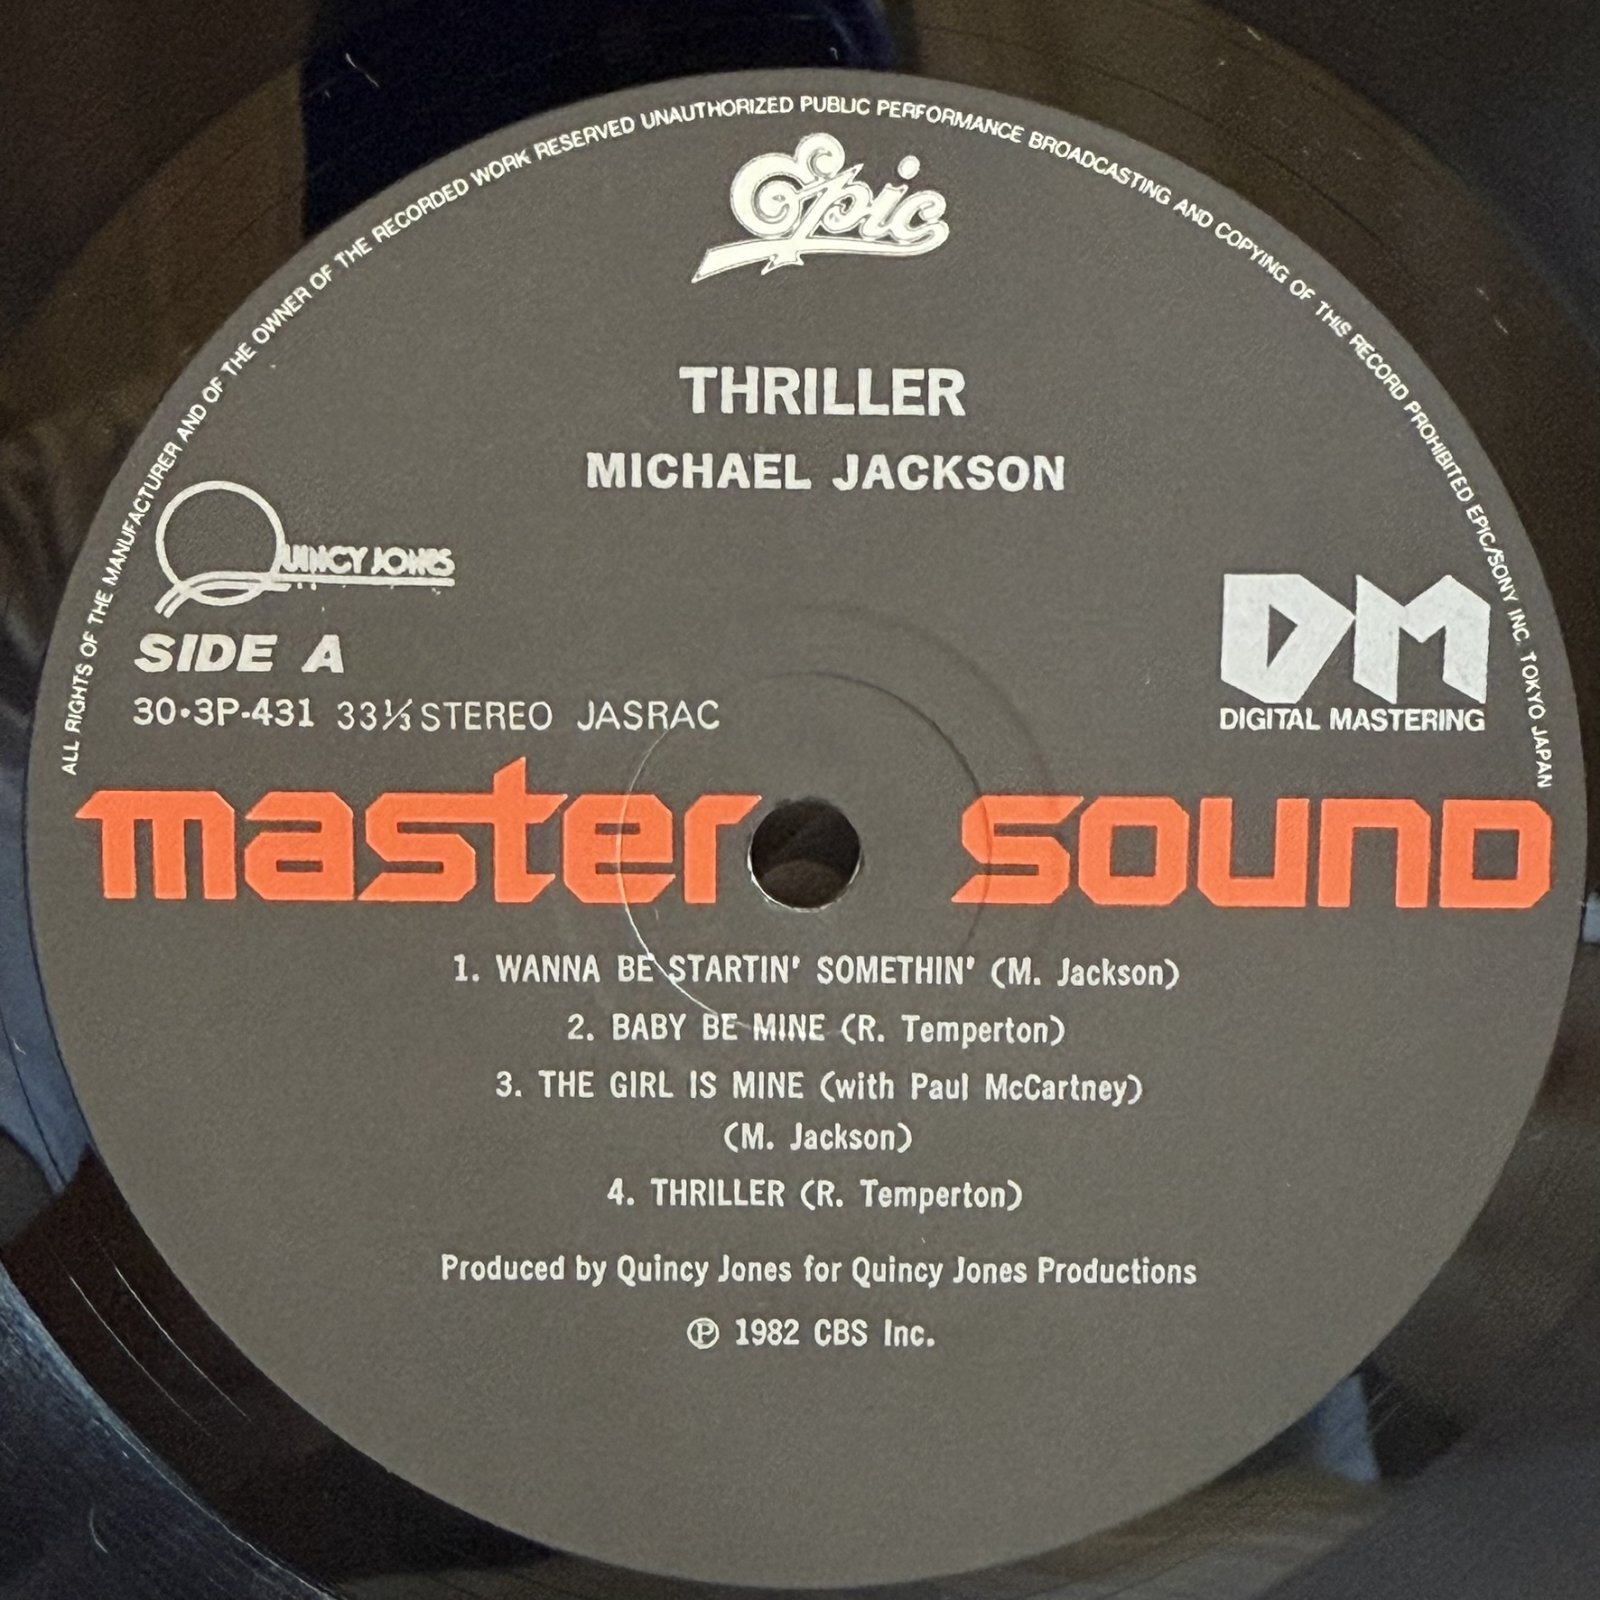 ALL RIGHTS OF THE MANUFACTURER AND OF THE OWNER OF THE RECORDED WORK RESERVED UNAUTHORIZED PUBLIC PERFORMANCE BROADCASTING AND COPYING OF THIS RECORD PROHIBITED EPIC/SONY INC. TOKYO JAPAN
Epic
THRILLER
MICHAEL JACKSON
QUINCY JONES
SIDE A
30・3P-431 33⅓ STEREO JASRAC
DM
DIGITAL MASTERING
master sound
1. WANNA BE STARTIN' SOMETHIN' (M. Jackson)
2. BABY BE MINE (R. Temperton)
3. THE GIRL IS MINE (with Paul McCartney)
(M. Jackson)
4. THRILLER (R. Temperton)
Produced by Quincy Jones for Quincy Jones Productions
Ⓟ 1982 CBS Inc.